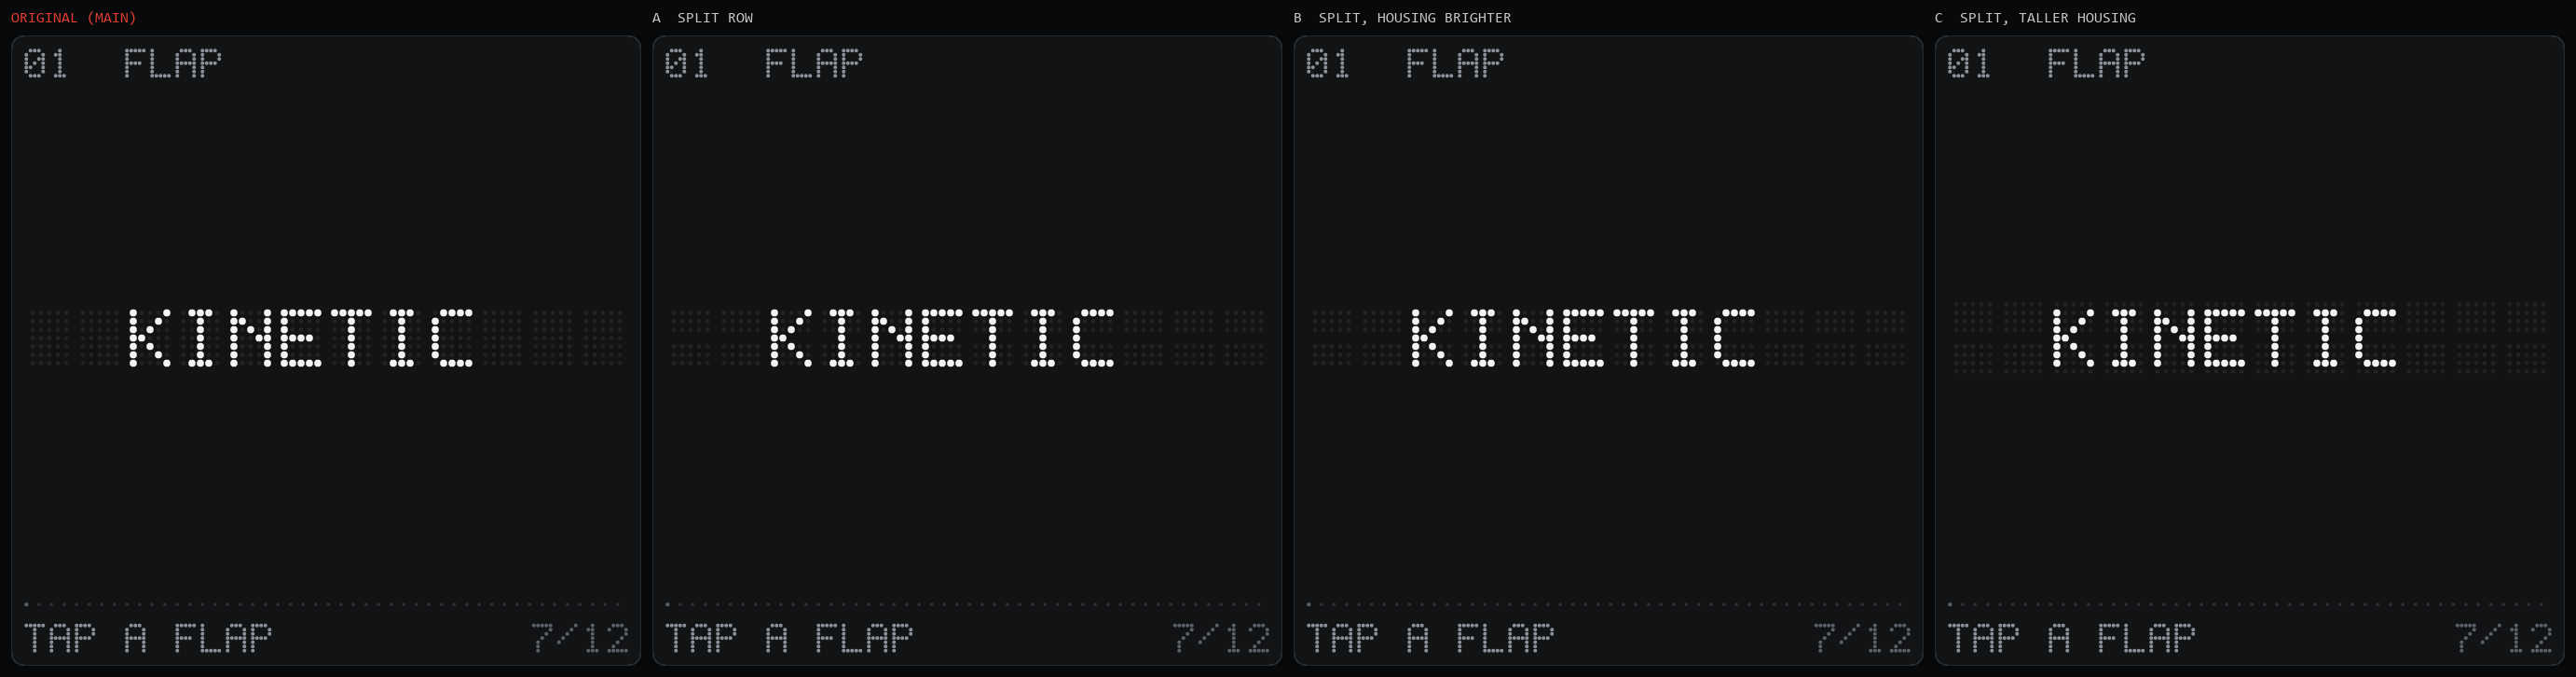 ORIGINAL (MAIN)
01 FLAP
KINETIC
TAP A FLAP 7/12
A SPLIT ROW
01 FLAP
KINETIC
TAP A FLAP 7/12
B SPLIT, HOUSING BRIGHTER
01 FLAP
KINETIC
TAP A FLAP 7/12
C SPLIT, TALLER HOUSING
01 FLAP
KINETIC
TAP A FLAP 7/12